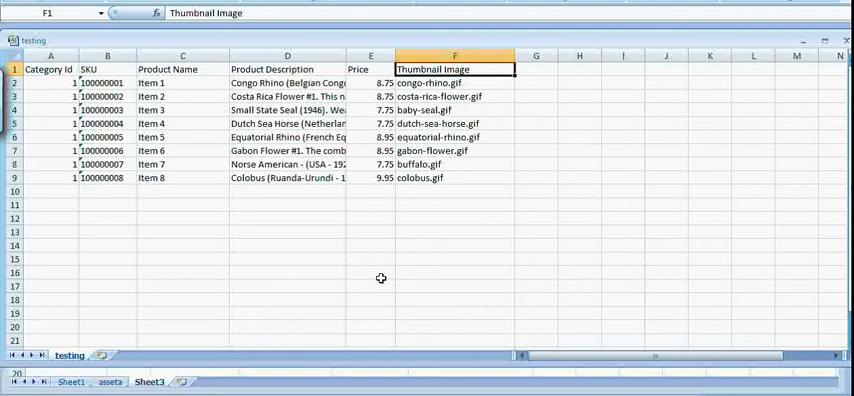 F1 fx Thumbnail Image
testing
A B C D E F G H I J K L M N
1 Category Id SKU Product Name Product Description Price Thumbnail Image
2 1 100000001 Item 1 Congo Rhino (Belgian Cong 8.75 congo-rhino.gif
3 1 100000002 Item 2 Costa Rica Flower #1. This n 8.75 costa-rica-flower.gif
4 1 100000003 Item 3 Small State Seal (1946). Wea 7.75 baby-seal.gif
5 1 100000004 Item 4 Dutch Sea Horse (Netherlan 7.75 dutch-sea-horse.gif
6 1 100000005 Item 5 Equatorial Rhino (French Eq 8.95 equatorial-rhino.gif
7 1 100000006 Item 6 Gabon Flower #1. The comb 8.95 gabon-flower.gif
8 1 100000007 Item 7 Norse American - (USA - 192 7.75 buffalo.gif
9 1 100000008 Item 8 Colobus (Ruanda-Urundi - 1 9.95 colobus.gif
10
11
12
13
14
15
16
17
18
19
20
21
testing
20
Sheet1 asseta Sheet3